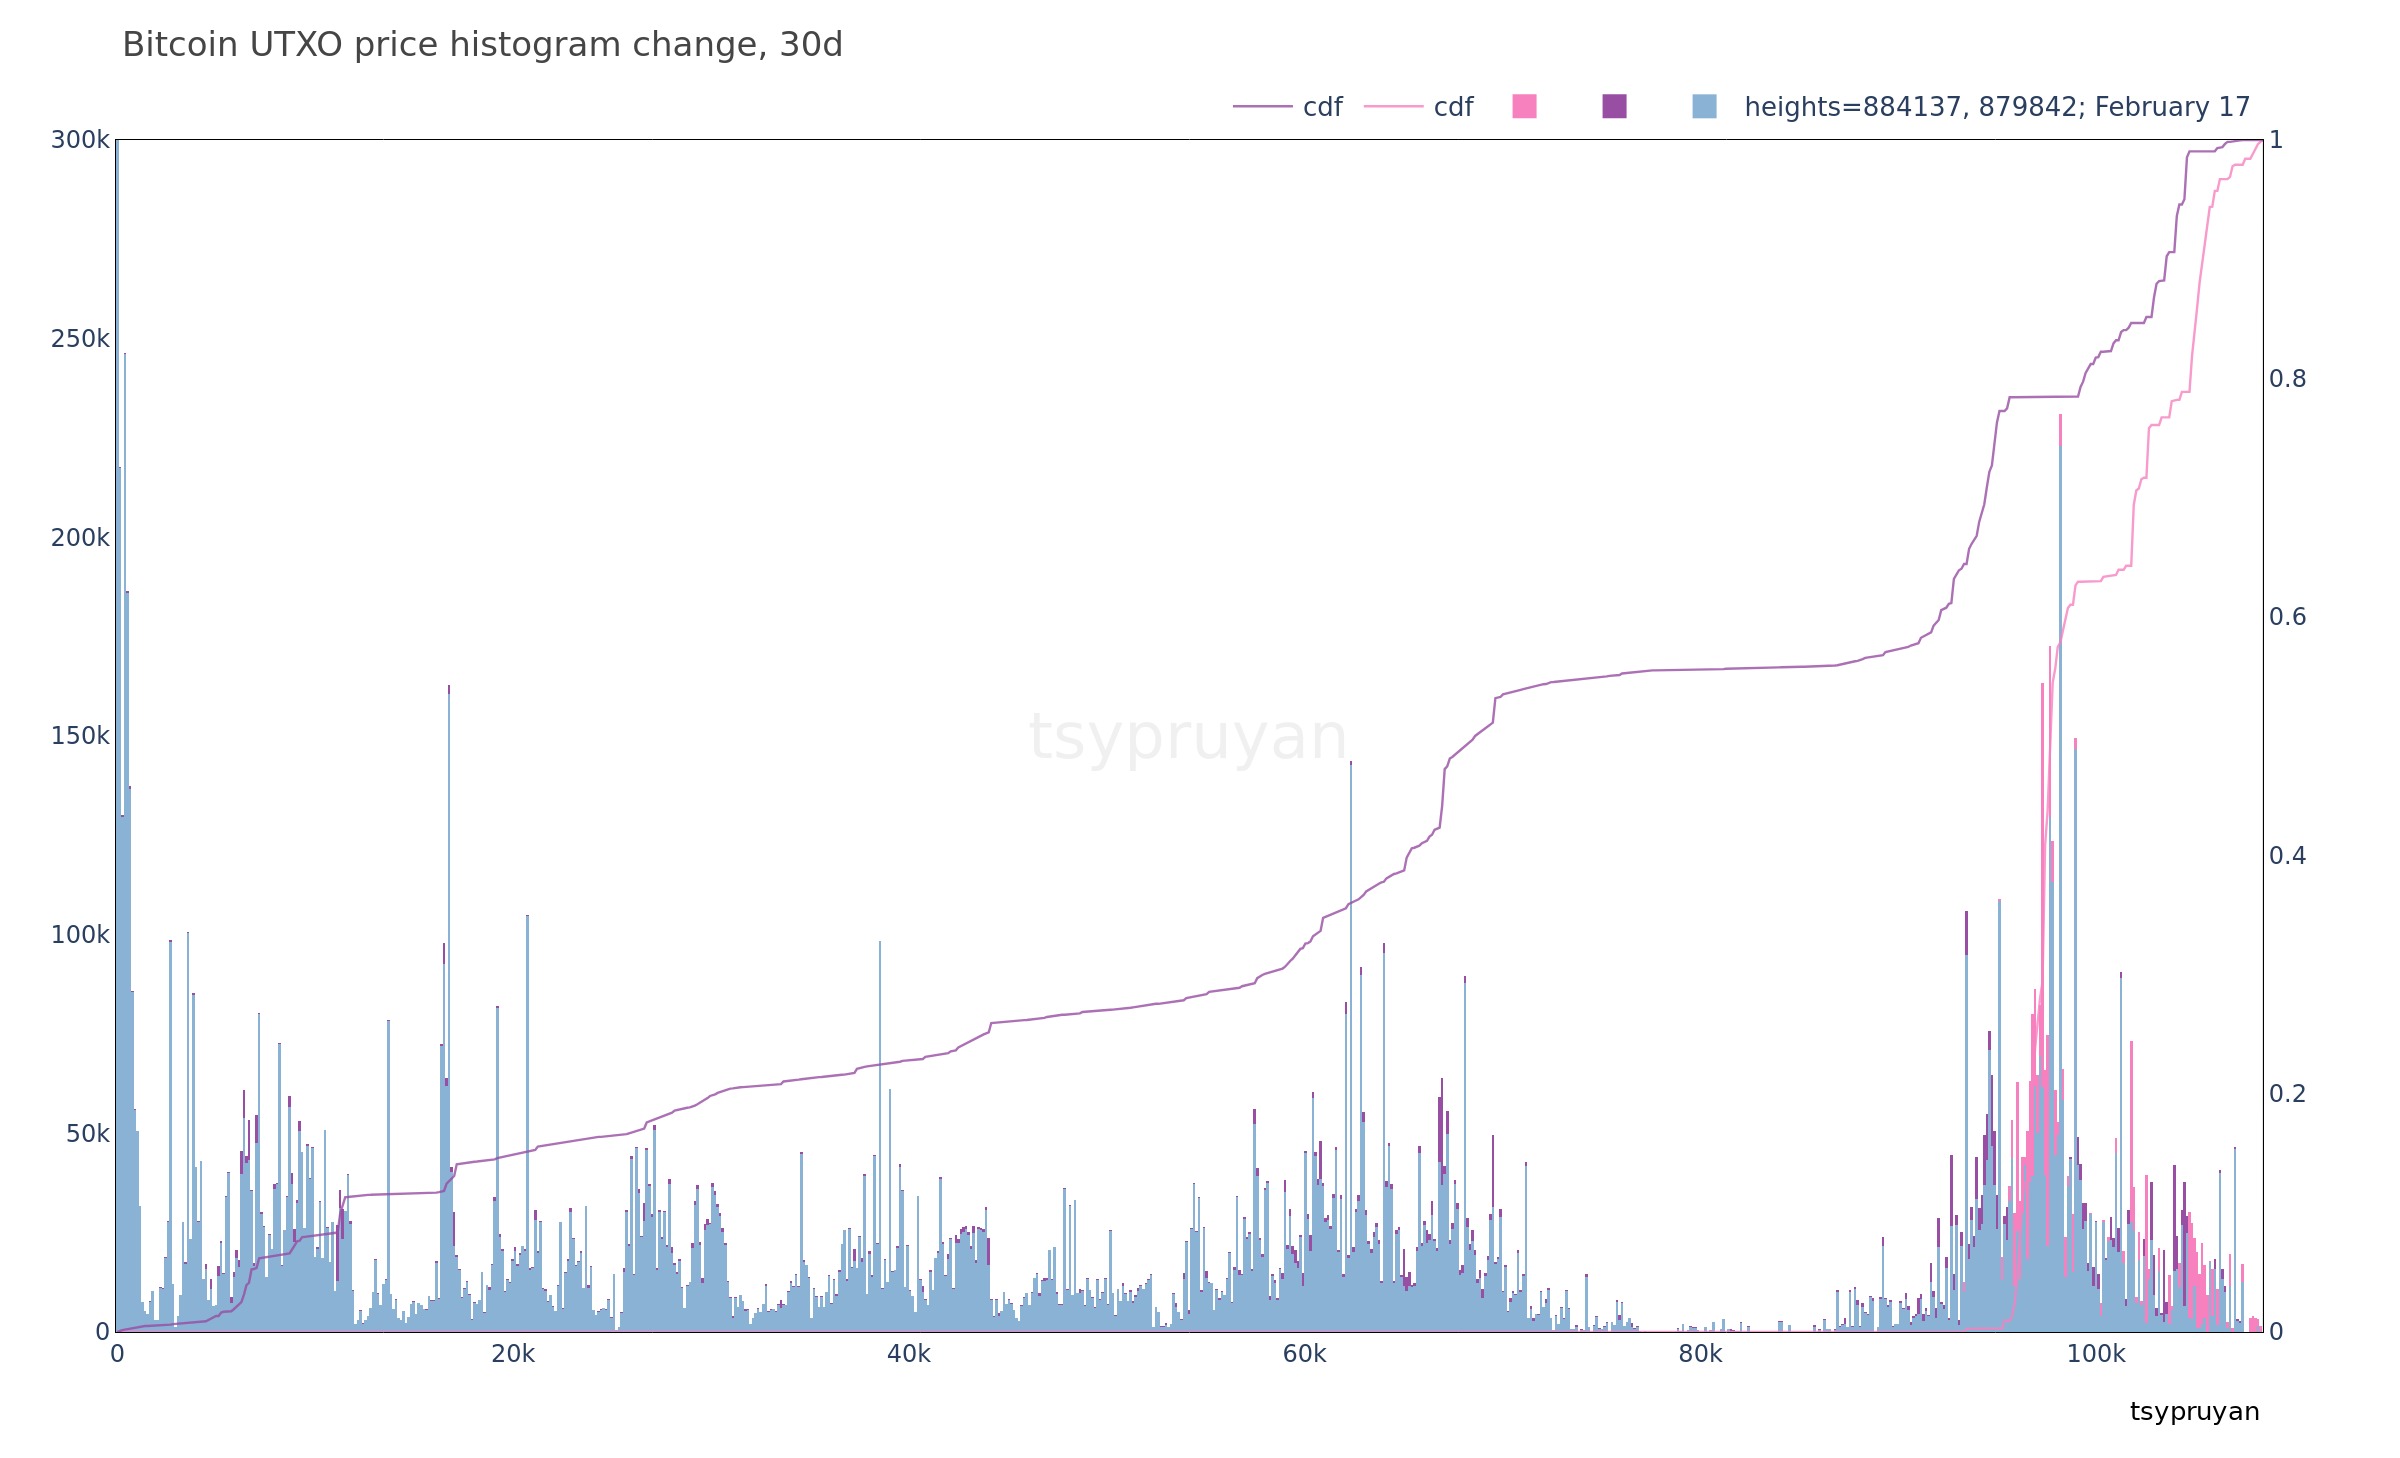 Bitcoin UTXO price histogram change, 30d
cdf cdf heights=884137, 879842; February 17
300k
250k
200k
150k
100k
50k
0
1
0.8
0.6
0.4
0.2
0
tsypruyan
0 20k 40k 60k 80k 100k
tsypruyan